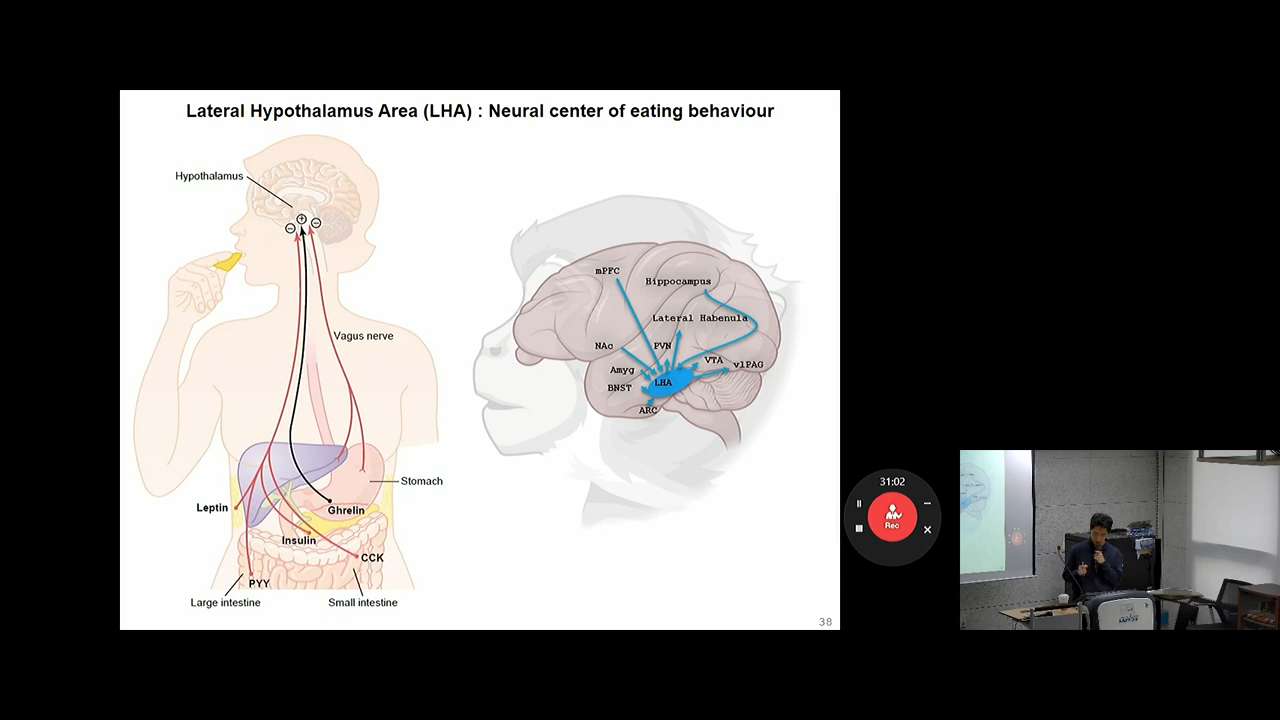 Lateral Hypothalamus Area (LHA) : Neural center of eating behaviour
Hypothalamus
+
−
−
Vagus nerve
Stomach
Leptin
Ghrelin
Insulin
CCK
PYY
Large intestine
Small intestine
mPFC
Hippocampus
Lateral Habenula
NAc
PVN
VTA
vlPAG
Amyg
LHA
BNST
ARC
38
31:02
Rec